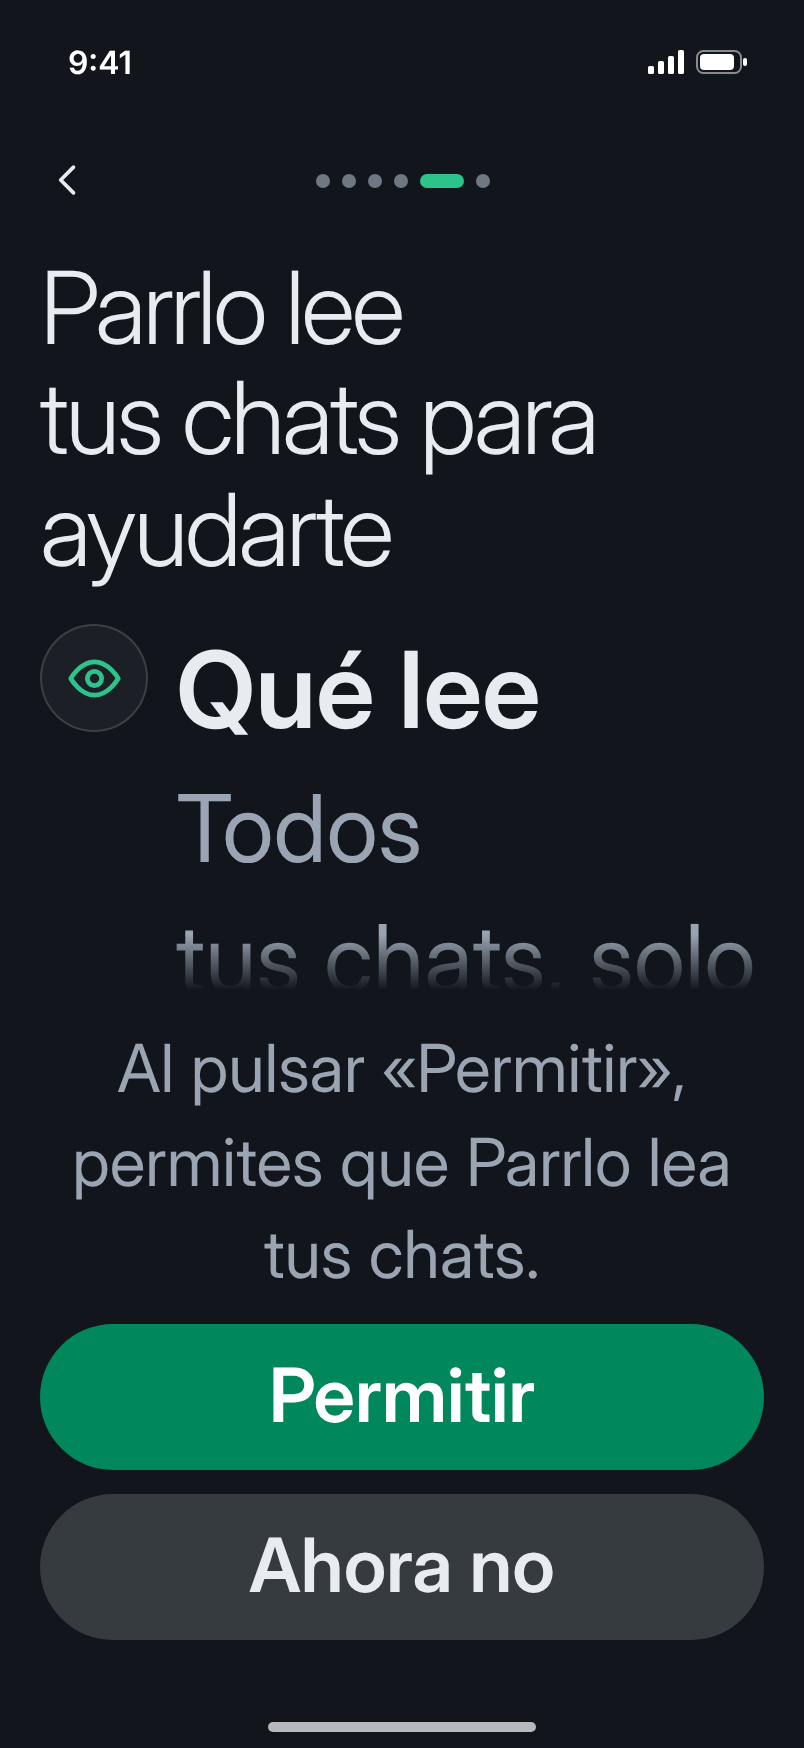 9:41
Parrlo lee
tus chats para
ayudarte
Qué lee
Todos
tus chats, solo
Al pulsar «Permitir»,
permites que Parrlo lea
tus chats.
Permitir
Ahora no